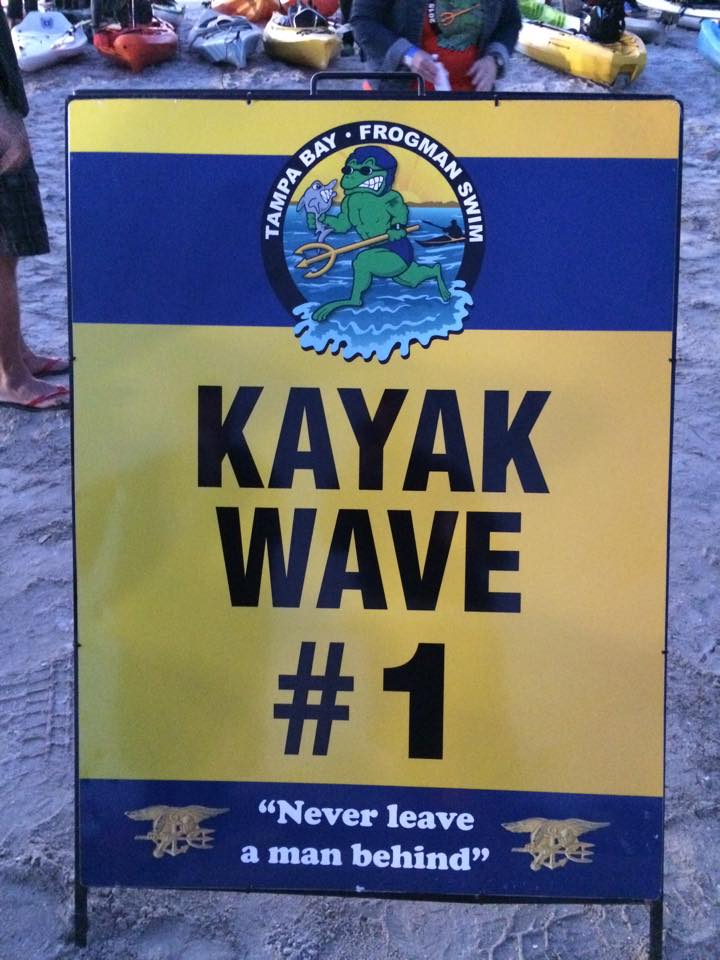 TAMPA BAY · FROGMAN SWIM
KAYAK
WAVE
#1
“Never leave
a man behind”